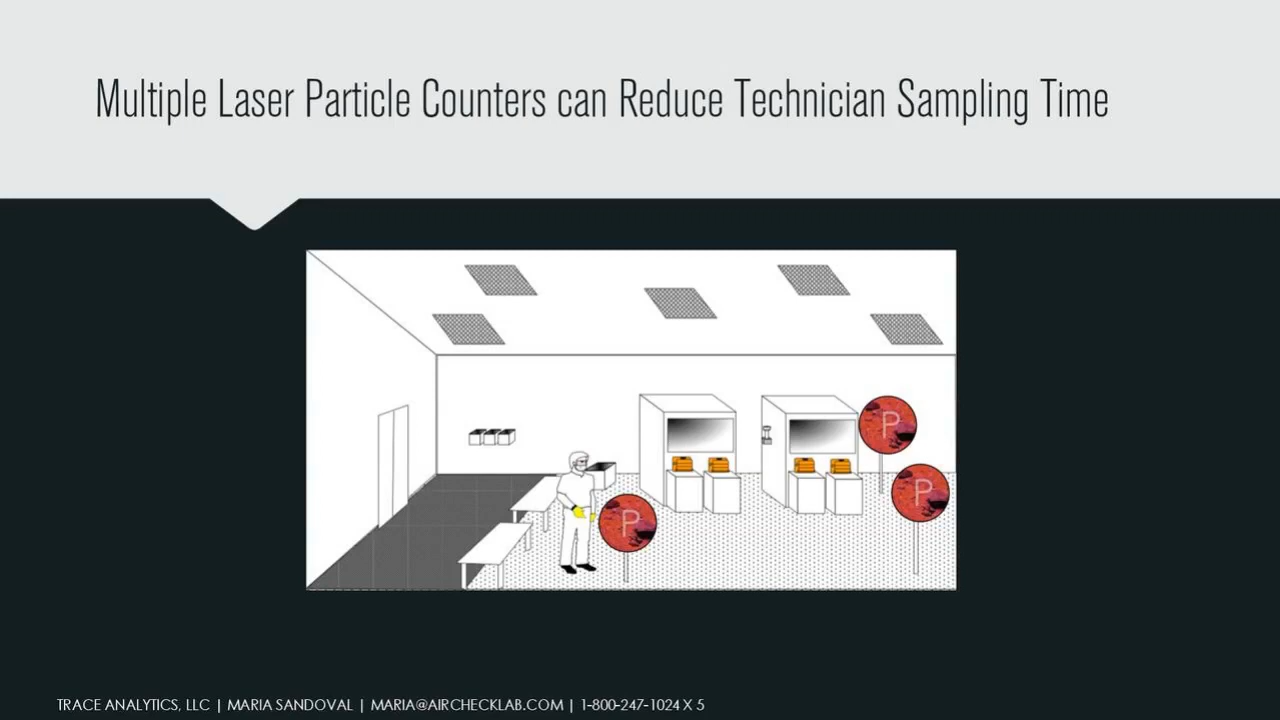 Multiple Laser Particle Counters can Reduce Technician Sampling Time
P
P
P
TRACE ANALYTICS, LLC | MARIA SANDOVAL | MARIA@AIRCHECKLAB.COM | 1-800-247-1024 X 5